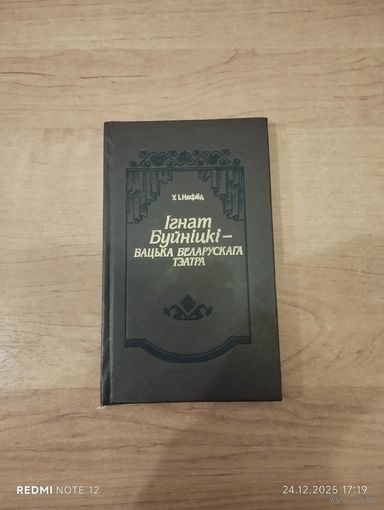 У. І. Няфёд
Ігнат
Буйніцкі —
БАЦЬКА БЕЛАРУСКАГА
ТЭАТРА
REDMI NOTE 12
24.12.2025 17:19